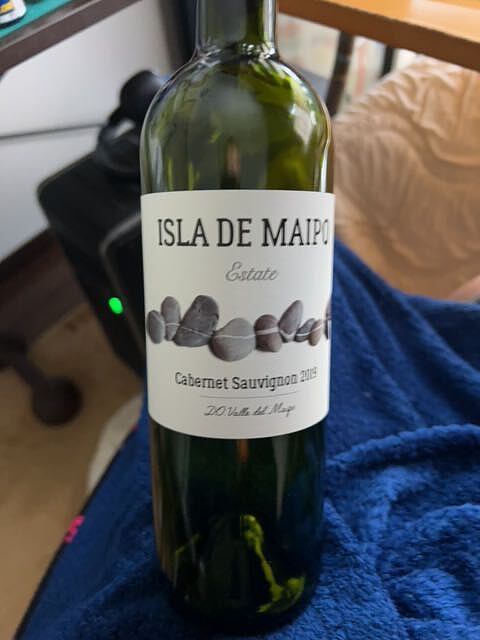 ISLA DE MAIPO
Estate
Cabernet Sauvignon 2019
DO Valle del Maipo